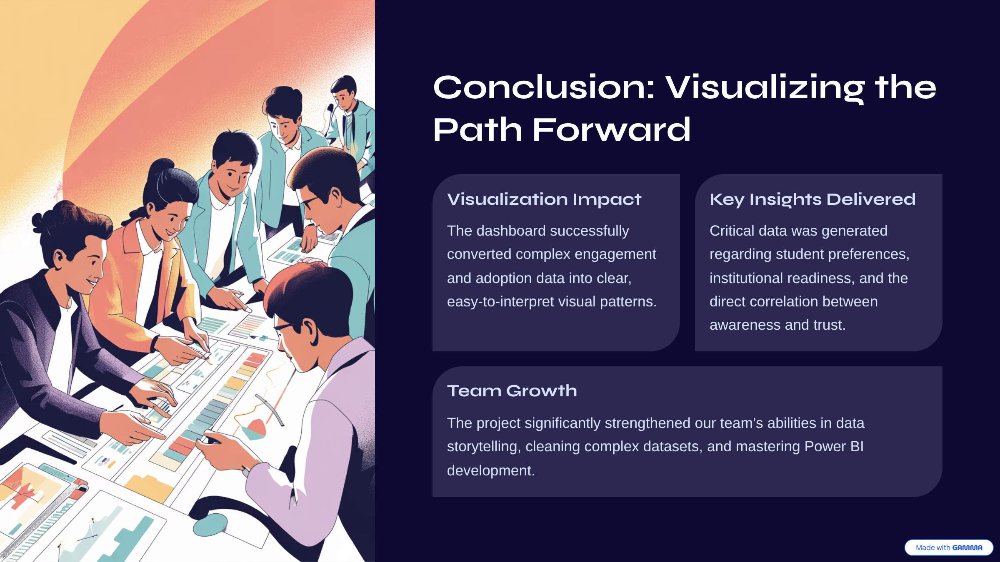 Conclusion: Visualizing the
Path Forward
Visualization Impact
The dashboard successfully
converted complex engagement
and adoption data into clear,
easy-to-interpret visual patterns.
Key Insights Delivered
Critical data was generated
regarding student preferences,
institutional readiness, and the
direct correlation between
awareness and trust.
Team Growth
The project significantly strengthened our team’s abilities in data
storytelling, cleaning complex datasets, and mastering Power BI
development.
Made with GAMMA